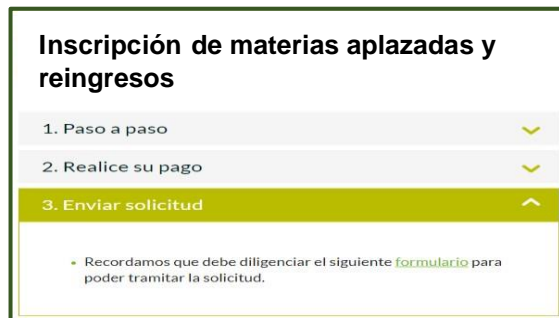 Inscripción de materias aplazadas y
reingresos
1. Paso a paso
2. Realice su pago
3. Enviar solicitud
• Recordamos que debe diligenciar el siguiente formulario para
poder tramitar la solicitud.